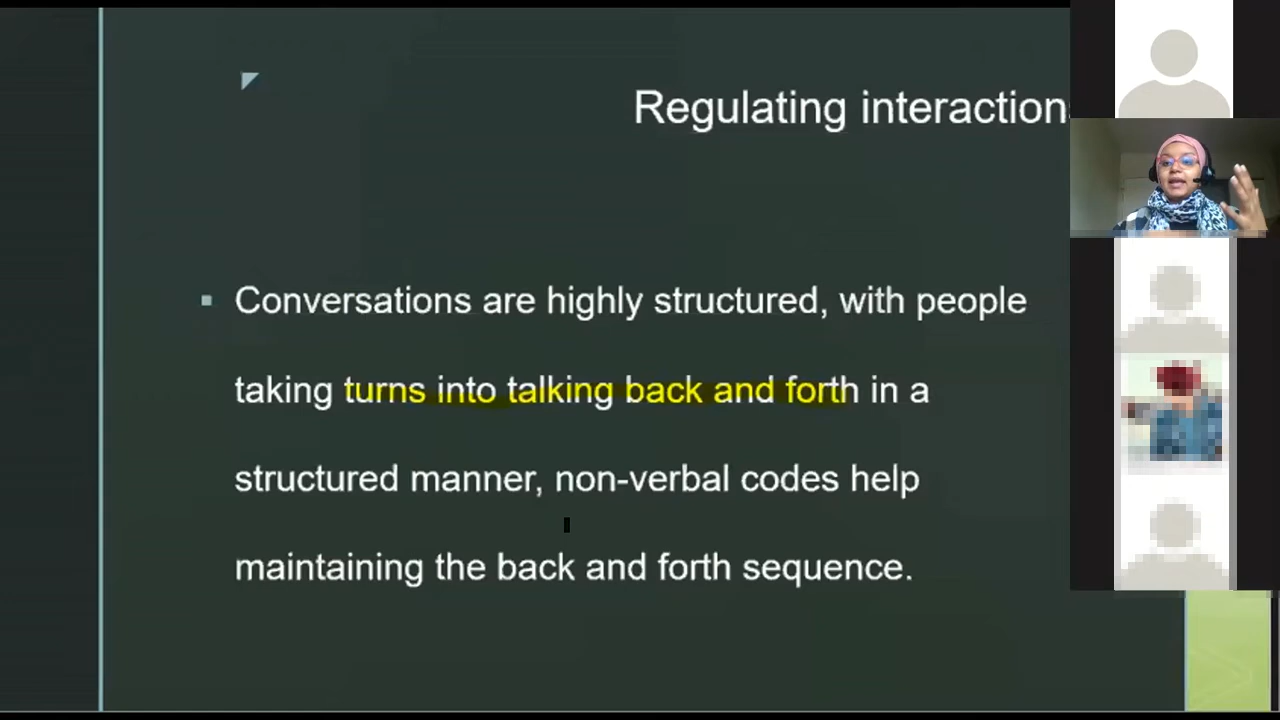 Regulating interaction
Conversations are highly structured, with people
taking turns into talking back and forth in a
structured manner, non-verbal codes help
maintaining the back and forth sequence.